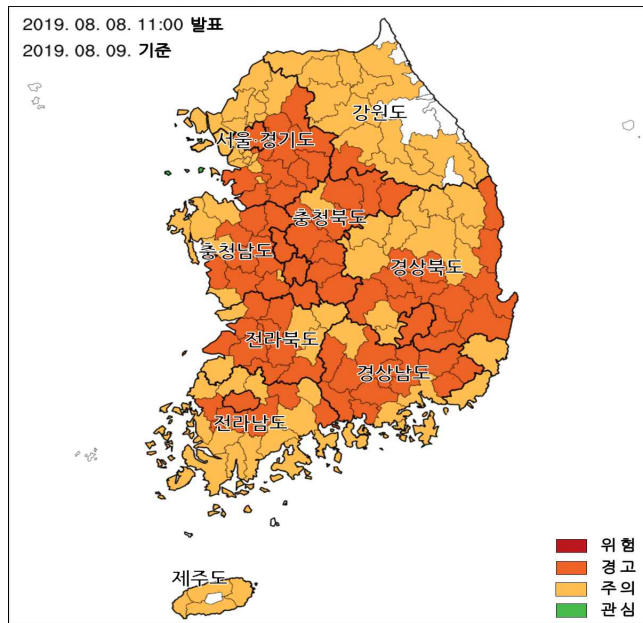 2019. 08. 08. 11:00 발표
2019. 08. 09. 기준
강원도
서울·경기도
충청북도
충청남도
경상북도
전라북도
경상남도
전라남도
제주도
위험
경고
주의
관심